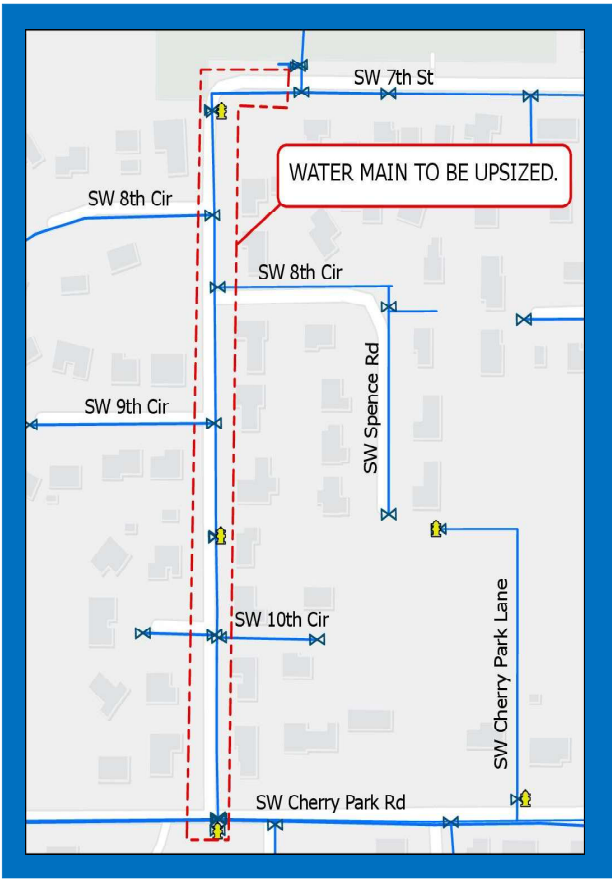 SW 7th St
WATER MAIN TO BE UPSIZED.
SW 8th Cir
SW 8th Cir
SW Spence Rd
SW 9th Cir
SW 10th Cir
SW Cherry Park Lane
SW Cherry Park Rd